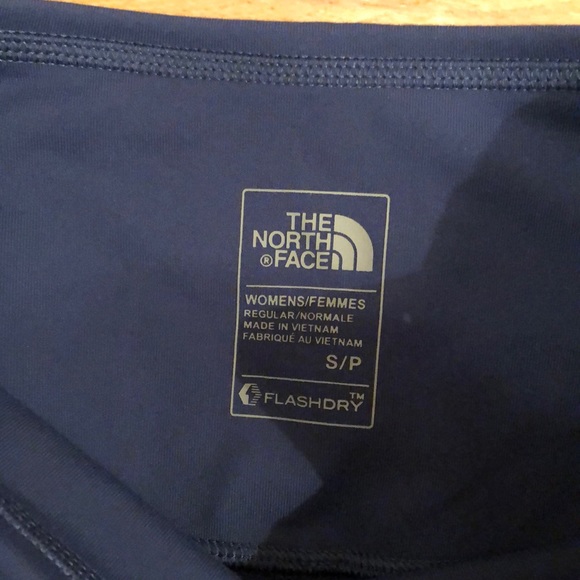 THE
NORTH
® FACE
WOMENS/FEMMES
REGULAR/NORMALE
MADE IN VIETNAM
FABRIQUÉ AU VIETNAM
S/P
FLASHDRY™